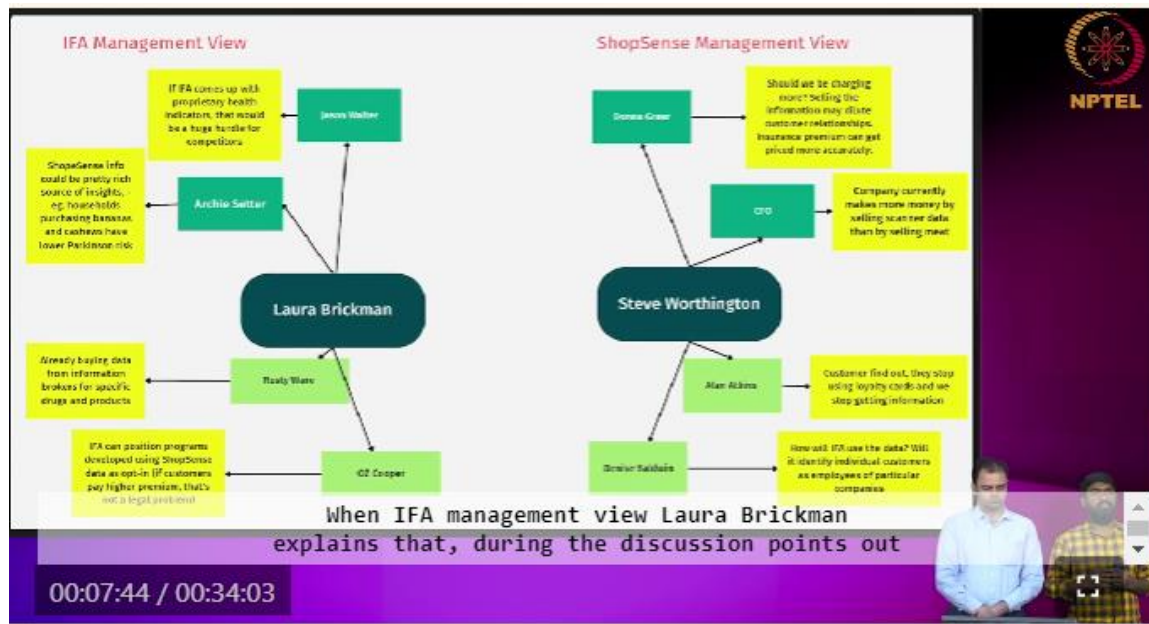 IFA Management View
ShopSense Management View
NPTEL
If IFA comes up with
proprietary health
indicators, that would
be a huge hurdle for
competitors
Jason Walter
ShopeSense info
could be pretty rich
source of insights, -
eg. households
purchasing bananas
and cashews have
lower Parkinson risk
Archie Setter
Laura Brickman
Already buying data
from information
brokers for specific
drugs and products
Rusty Ware
IFA can position programs
developed using ShopSense
data as opt-in (if customers
pay higher premium, that's
not a legal problem)
OZ Cooper
Donna Greer
Should we be charging
more? Selling the
information may dilute
customer relationships.
Insurance premium can get
priced more accurately.
CFO
Company currently
makes more money by
selling scanner data
than by selling meat
Steve Worthington
Alan Atkins
Customer find out, they stop
using loyalty cards and we
stop getting information
Denise Baldwin
How will IFA use the data? Will
it identify individual customers
as employees of particular
companies
When IFA management view Laura Brickman
explains that, during the discussion points out
00:07:44 / 00:34:03